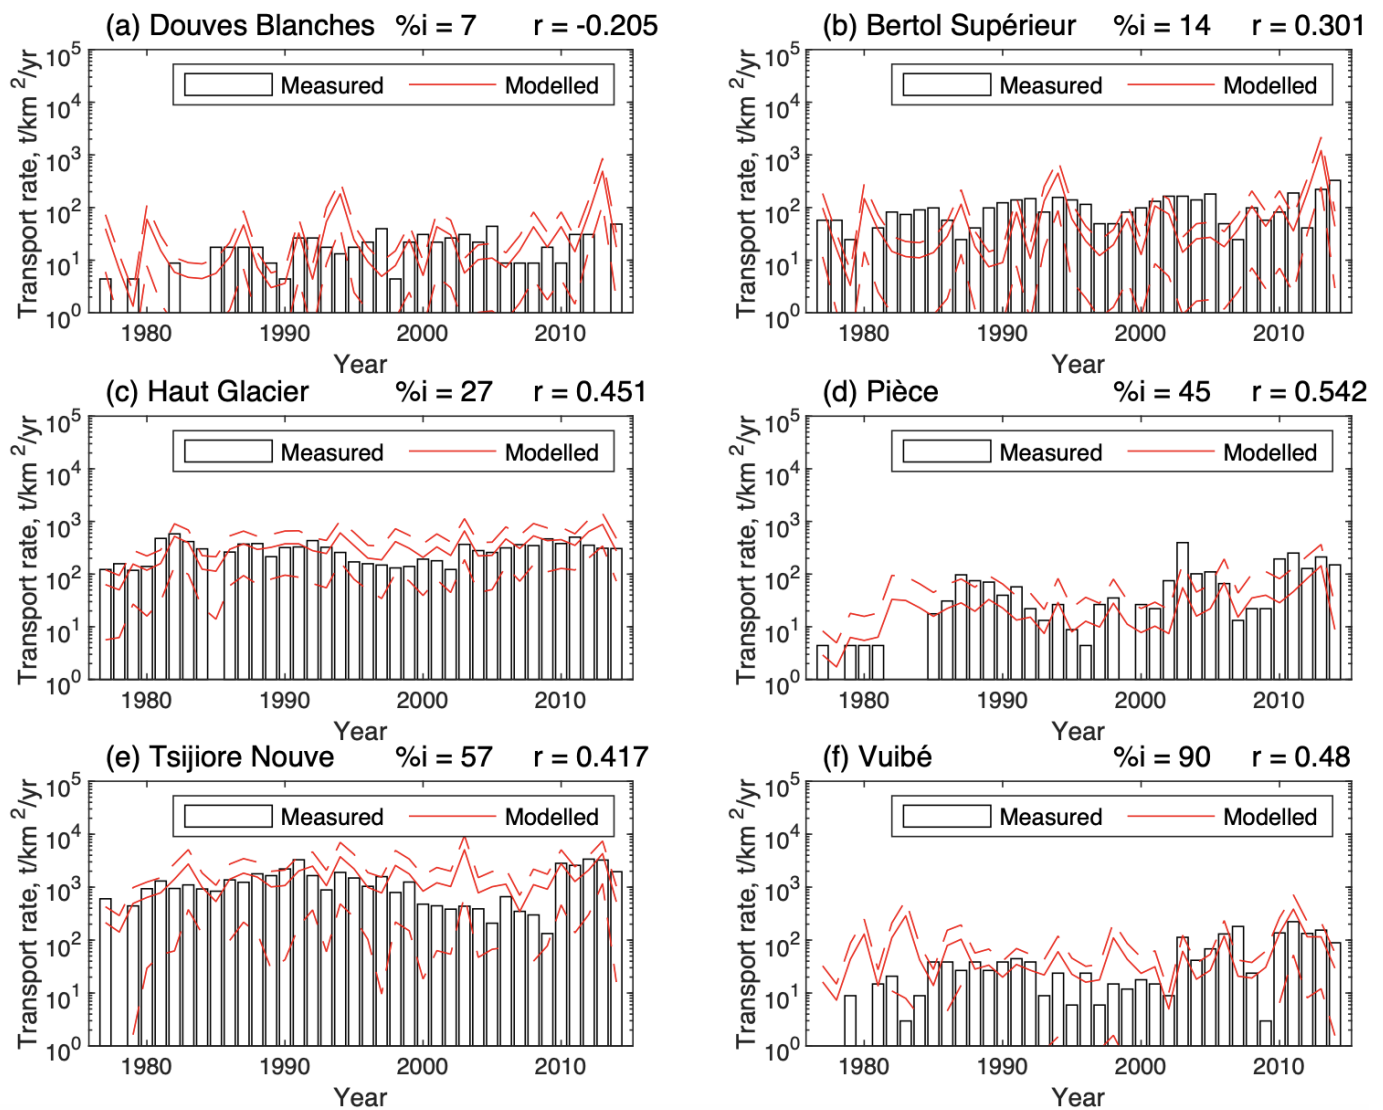 (a) Douves Blanches %i = 7 r = -0.205
Transport rate, t/km 2/yr
10^5
10^4
10^3
10^2
10^1
10^0
Measured Modelled
1980 1990 2000 2010
Year
(b) Bertol Supérieur %i = 14 r = 0.301
Transport rate, t/km 2/yr
10^5
10^4
10^3
10^2
10^1
10^0
Measured Modelled
1980 1990 2000 2010
Year
(c) Haut Glacier %i = 27 r = 0.451
Transport rate, t/km 2/yr
10^5
10^4
10^3
10^2
10^1
10^0
Measured Modelled
1980 1990 2000 2010
Year
(d) Pièce %i = 45 r = 0.542
Transport rate, t/km 2/yr
10^5
10^4
10^3
10^2
10^1
10^0
Measured Modelled
1980 1990 2000 2010
Year
(e) Tsijiore Nouve %i = 57 r = 0.417
Transport rate, t/km 2/yr
10^5
10^4
10^3
10^2
10^1
10^0
Measured Modelled
1980 1990 2000 2010
Year
(f) Vuibé %i = 90 r = 0.48
Transport rate, t/km 2/yr
10^5
10^4
10^3
10^2
10^1
10^0
Measured Modelled
1980 1990 2000 2010
Year